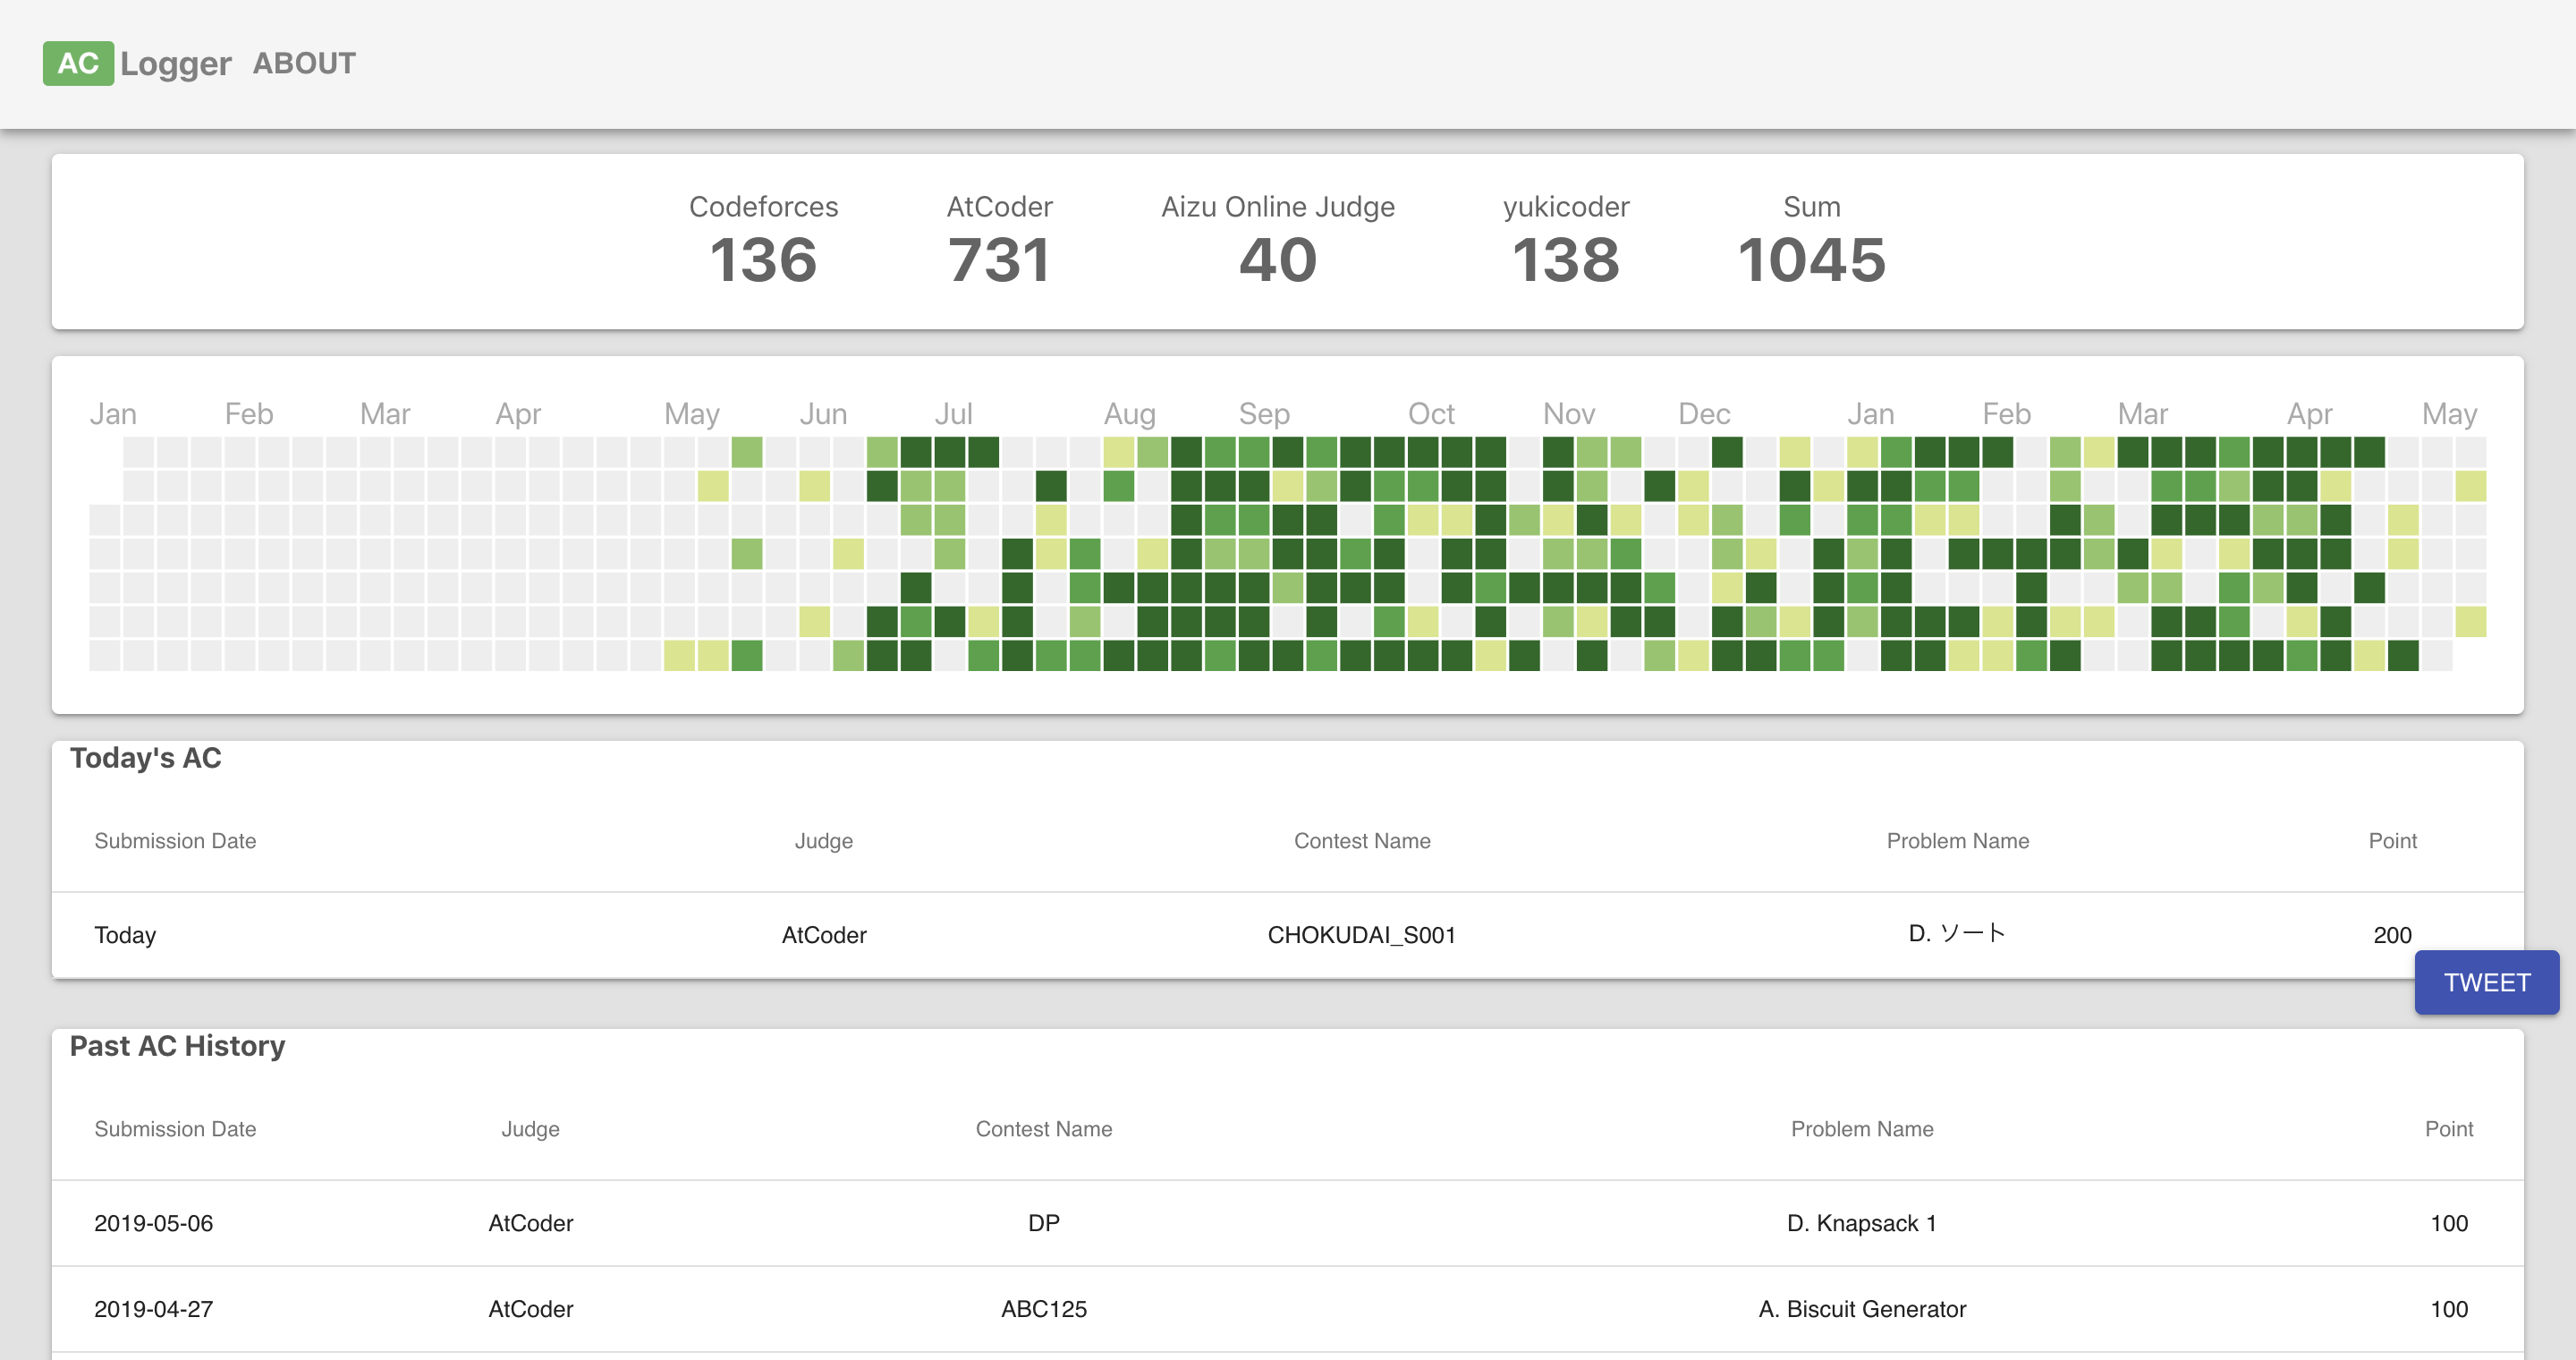 AC Logger ABOUT
Codeforces AtCoder Aizu Online Judge yukicoder Sum
136 731 40 138 1045
Jan Feb Mar Apr May Jun Jul Aug Sep Oct Nov Dec Jan Feb Mar Apr May
Today's AC
Submission Date Judge Contest Name Problem Name Point
Today AtCoder CHOKUDAI_S001 D. ソート 200
TWEET
Past AC History
Submission Date Judge Contest Name Problem Name Point
2019-05-06 AtCoder DP D. Knapsack 1 100
2019-04-27 AtCoder ABC125 A. Biscuit Generator 100